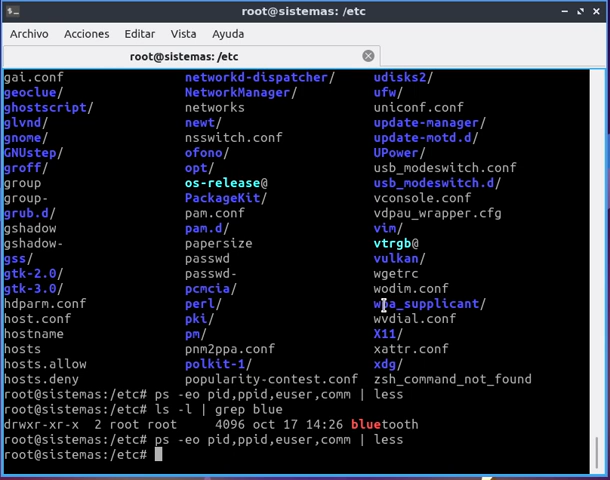 root@sistemas: /etc
Archivo Acciones Editar Vista Ayuda
root@sistemas: /etc
gai.conf networkd-dispatcher/ udisks2/
geoclue/ NetworkManager/ ufw/
ghostscript/ networks uniconf.conf
glvnd/ newt/ update-manager/
gnome/ nsswitch.conf update-motd.d/
GNUstep/ ofono/ UPower/
groff/ opt/ usb_modeswitch.conf
group os-release@ usb_modeswitch.d/
group- PackageKit/ vconsole.conf
grub.d/ pam.conf vdpau_wrapper.cfg
gshadow pam.d/ vim/
gshadow- papersize vtrgb@
gss/ passwd vulkan/
gtk-2.0/ passwd- wgetrc
gtk-3.0/ pcmcia/ wodim.conf
hdparm.conf perl/ wpa_supplicant/
host.conf pki/ wvdial.conf
hostname pm/ X11/
hosts pnm2ppa.conf xattr.conf
hosts.allow polkit-1/ xdg/
hosts.deny popularity-contest.conf zsh_command_not_found
root@sistemas:/etc# ps -eo pid,ppid,euser,comm | less
root@sistemas:/etc# ls -l | grep blue
drwxr-xr-x 2 root root 4096 oct 17 14:26 bluetooth
root@sistemas:/etc# ps -eo pid,ppid,euser,comm | less
root@sistemas:/etc#